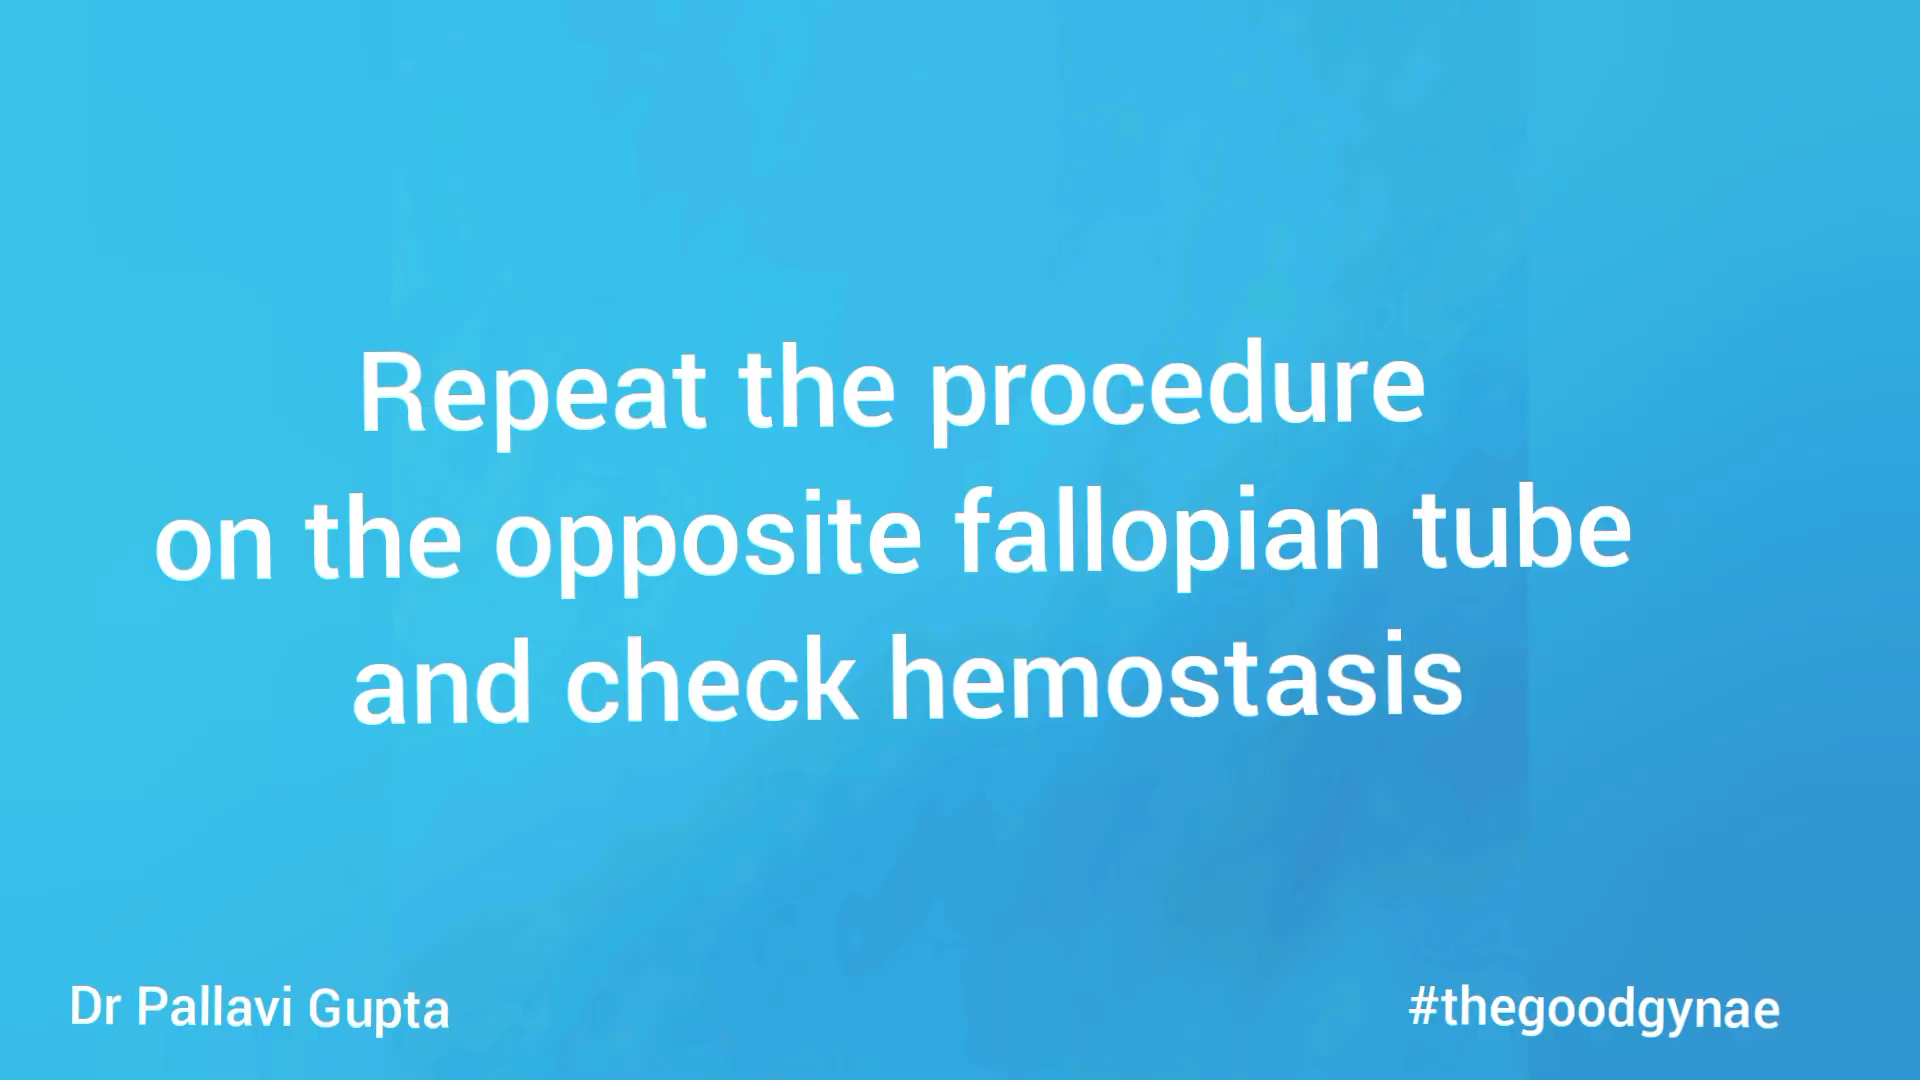 Repeat the procedure
on the opposite fallopian tube
and check hemostasis
Dr Pallavi Gupta
#thegoodgynae